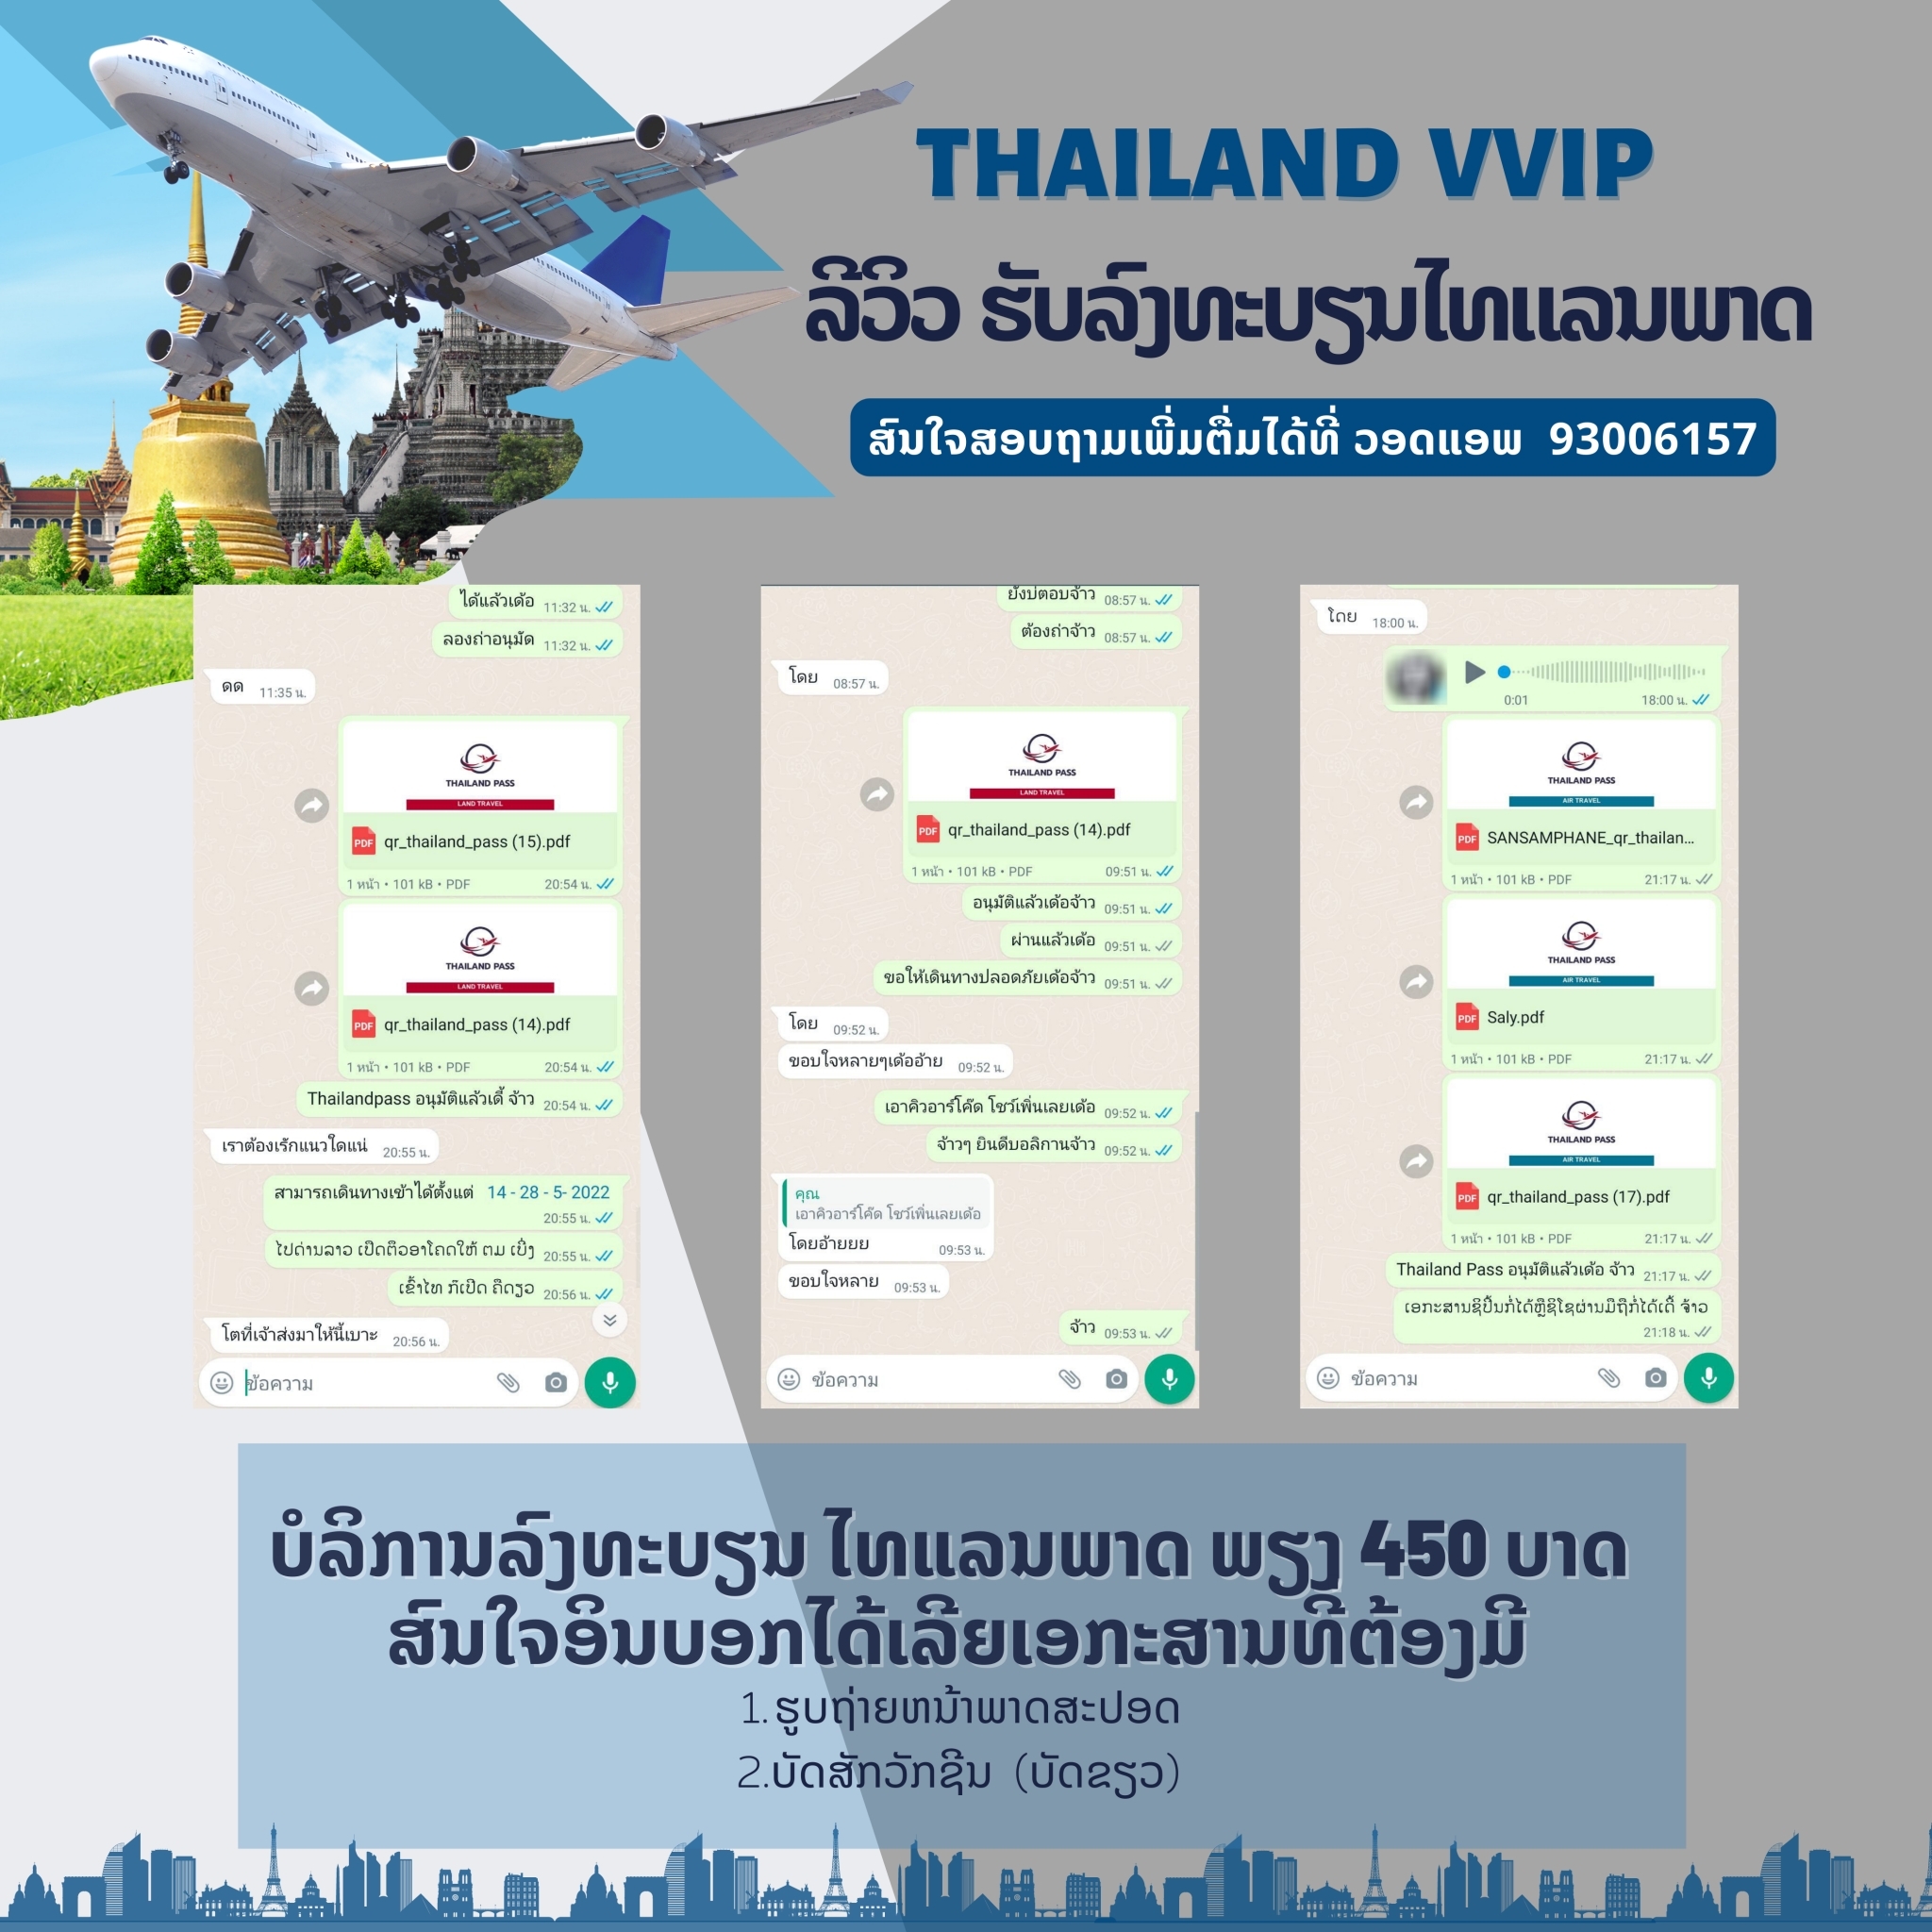 THAILAND VVIP
ລີວິວ ຮັບລົງທະບຽນໄທແລນພາດ
ສົນໃຈສອບຖາມເພີ່ມຕື່ມໄດ້ທີ່ ວອດແອພ 93006157
ได้แล้วเด้อ 11:32 น.
ลองถ่าอนุมัด 11:32 น.
ดด 11:35 น.
THAILAND PASS
LAND TRAVEL
PDF qr_thailand_pass (15).pdf
1 หน้า • 101 kB • PDF 20:54 น.
THAILAND PASS
LAND TRAVEL
PDF qr_thailand_pass (14).pdf
1 หน้า • 101 kB • PDF 20:54 น.
Thailandpass อนุมัติแล้วเดี้ จ้าว 20:54 น.
เราต้องเร้กแนวใดแน่ 20:55 น.
สามารถเดินทางเข้าได้ตั้งแต่ 14 - 28 - 5- 2022
20:55 น.
ໄປດ່ານລາວ ເປີດຄິວອາໂຄດໃຫ້ ຕມ ເບິ່ງ 20:55 น.
ເຂົ້າໄທ ກໍເປີດ ຄືດຽວ 20:56 น.
โตที่เจ้าส่งมาให้นี้เบาะ 20:56 น.
ข้อความ
ยังบ่ตอบจ้าว 08:57 น.
ต้องถ่าจ้าว 08:57 น.
โดย 08:57 น.
THAILAND PASS
LAND TRAVEL
PDF qr_thailand_pass (14).pdf
1 หน้า • 101 kB • PDF 09:51 น.
อนุมัติแล้วเด้อจ้าว 09:51 น.
ผ่านแล้วเด้อ 09:51 น.
ขอให้เดินทางปลอดภัยเด้อจ้าว 09:51 น.
โดย 09:52 น.
ขอบใจหลายๆเด้ออ้าย 09:52 น.
เอาคิวอาร์โค๊ด โชว์เพิ่นเลยเด้อ 09:52 น.
จ้าวๆ ยินดีบอลิกานจ้าว 09:52 น.
คุณ
เอาคิวอาร์โค๊ด โชว์เพิ่นเลยเด้อ
โดยอ้ายยย 09:53 น.
ขอบใจหลาย 09:53 น.
จ้าว 09:53 น.
ข้อความ
ໂດຍ 18:00 น.
0:01 18:00 น.
THAILAND PASS
AIR TRAVEL
PDF SANSAMPHANE_qr_thailan...
1 หน้า • 101 kB • PDF 21:17 น.
THAILAND PASS
AIR TRAVEL
PDF Saly.pdf
1 หน้า • 101 kB • PDF 21:17 น.
THAILAND PASS
AIR TRAVEL
PDF qr_thailand_pass (17).pdf
1 หน้า • 101 kB • PDF 21:17 น.
Thailand Pass อนุมัติแล้วเด้อ จ้าว 21:17 น.
ເອກະສານຊິປິ້ນກໍ່ໄດ້ຫຼືຊິໂຊຜ່ານມືຖືກໍ່ໄດ້ເດີ້ ຈ້າວ
21:18 น.
ข้อความ
ບໍລິການລົງທະບຽນ ໄທແລນພາດ ພຽງ 450 ບາດ
ສົນໃຈອິນບອກໄດ້ເລີຍເອກະສານທີ່ຕ້ອງມີ
1. ຮູບຖ່າຍຫນ້າພາດສະປອດ
2.ບັດສັກວັກຊີນ (ບັດຂຽວ)